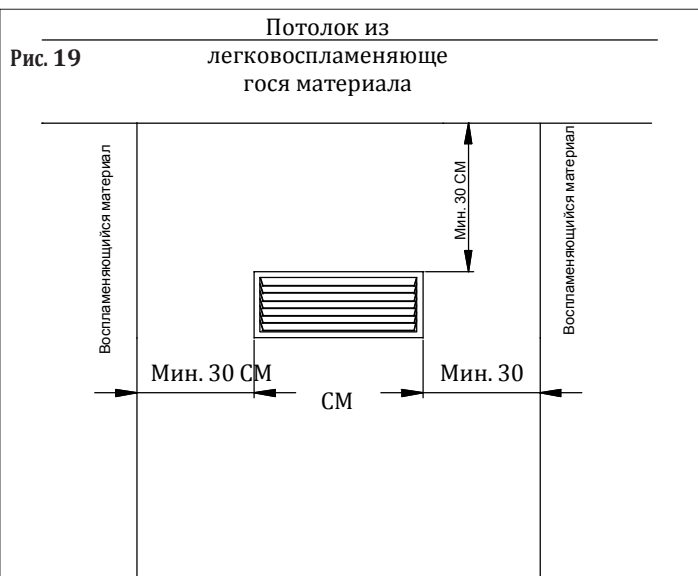 Потолок из
Рис. 19
легковоспламеняюще
гося материала
Воспламеняющийся материал
Мин. 30 СМ
Воспламеняющийся материал
Мин. 30 СМ
Мин. 30
СМ